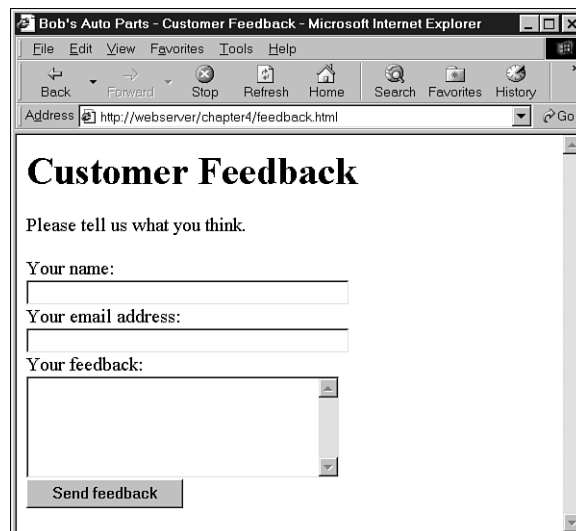 Bob's Auto Parts - Customer Feedback - Microsoft Internet Explorer
File Edit View Favorites Tools Help
Back Forward Stop Refresh Home Search Favorites History »
Address http://webserver/chapter4/feedback.html Go
Customer Feedback
Please tell us what you think.
Your name:
Your email address:
Your feedback:
Send feedback